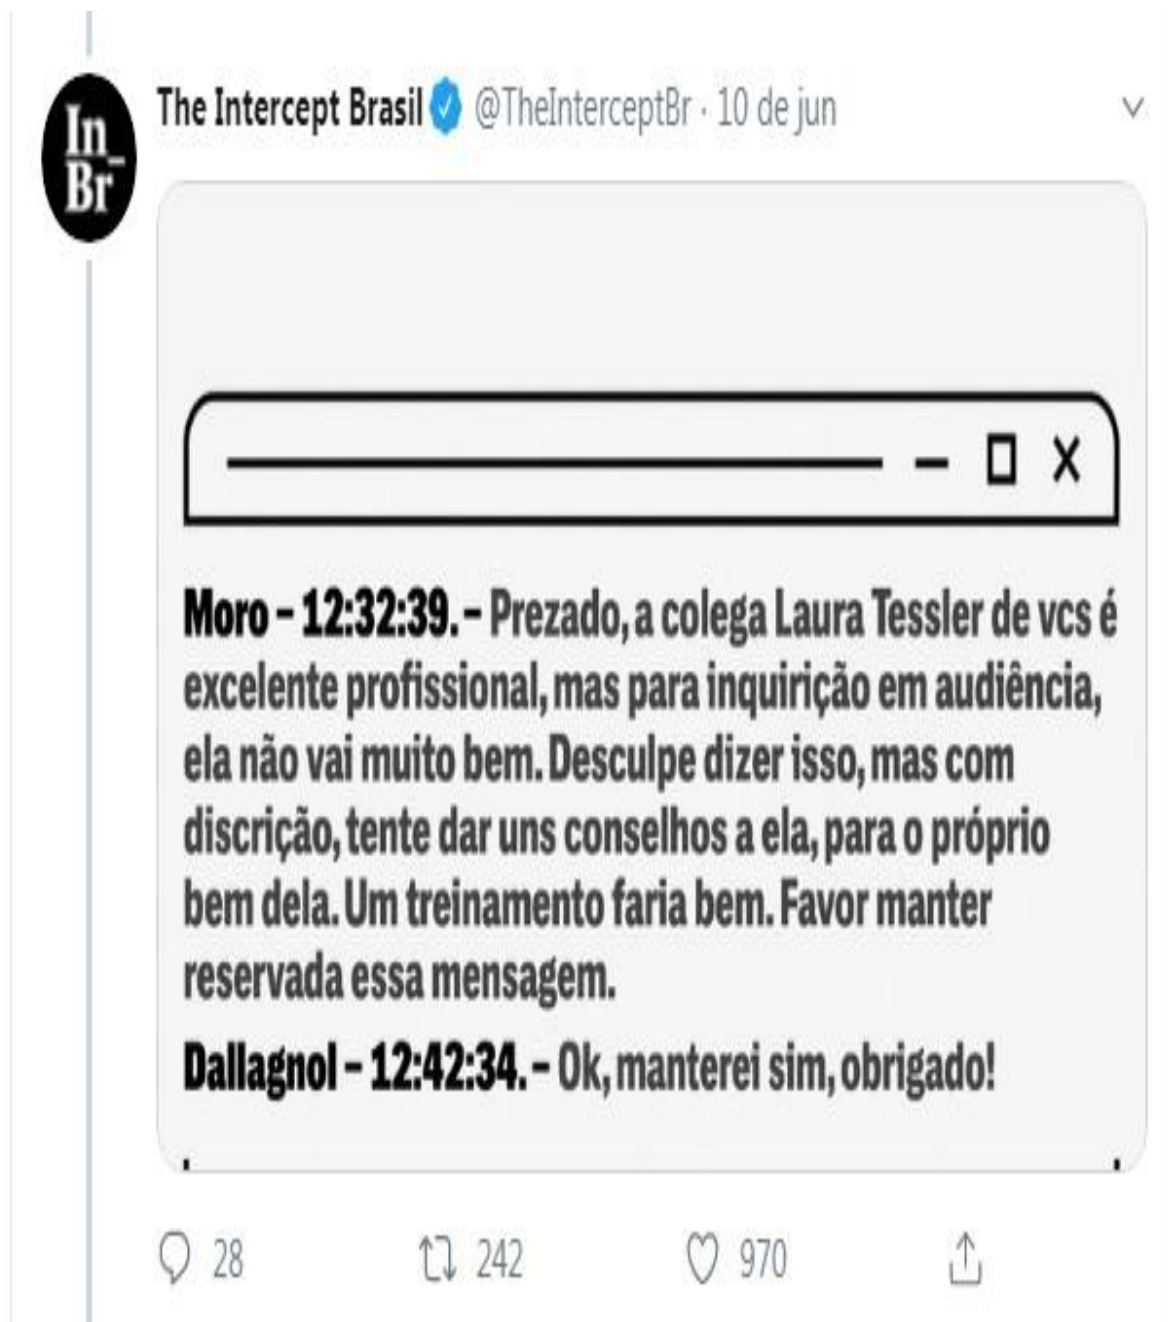 In_
Br
The Intercept Brasil @TheInterceptBr · 10 de jun
Moro – 12:32:39. – Prezado, a colega Laura Tessler de vcs é
excelente profissional, mas para inquirição em audiência,
ela não vai muito bem. Desculpe dizer isso, mas com
discrição, tente dar uns conselhos a ela, para o próprio
bem dela. Um treinamento faria bem. Favor manter
reservada essa mensagem.
Dallagnol – 12:42:34. – Ok, manterei sim, obrigado!
28 242 970